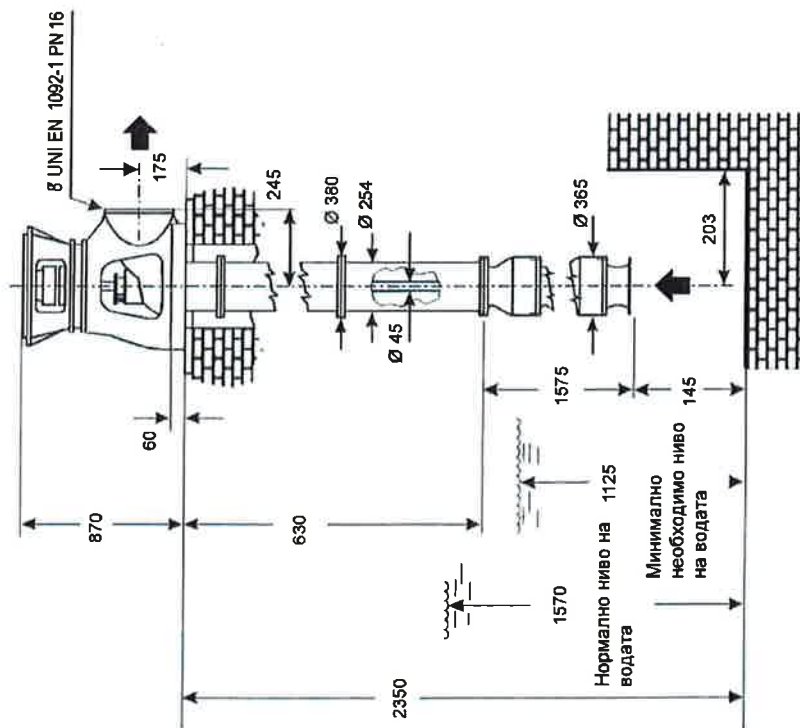 8" UNI EN 1092-1 PN 16
175
245
60
870
630
Ø 380
Ø 254
Ø 45
Ø 365
203
1575
145
1125
1570
2350
Нормално ниво на
водата
Минимално
необходимо ниво
на водата